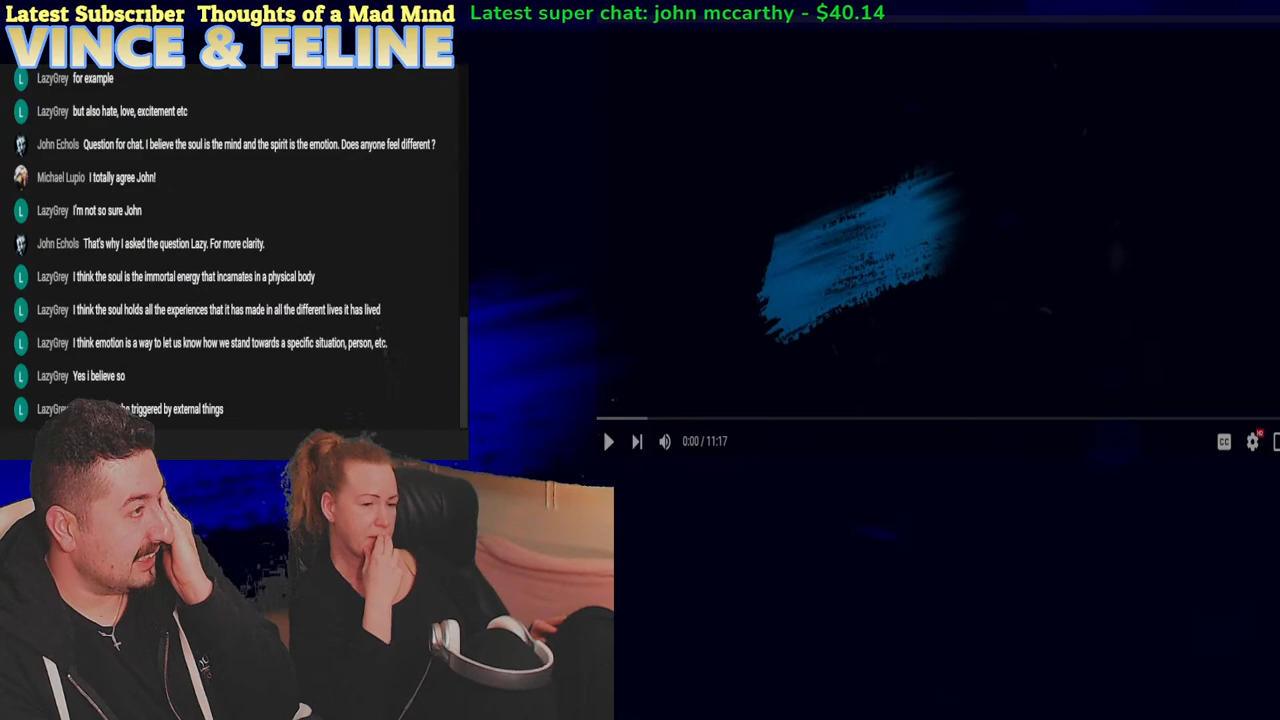 Latest Subscriber Thoughts of a Mad Mind
Latest super chat: john mccarthy - $40.14
VINCE & FELINE
LazyGrey for example
LazyGrey but also hate, love, excitement etc
John Echols Question for chat. I believe the soul is the mind and the spirit is the emotion. Does anyone feel different ?
Michael Lupio I totally agree John!
LazyGrey I'm not so sure John
John Echols That's why I asked the question Lazy. For more clarity.
LazyGrey I think the soul is the immortal energy that incarnates in a physical body
LazyGrey I think the soul holds all the experiences that it has made in all the different lives it has lived
LazyGrey I think emotion is a way to let us know how we stand towards a specific situation, person, etc.
LazyGrey Yes i believe so
triggered by external things
0:00 / 11:17
CC
HD
L
L
L
L
L
L
L
L